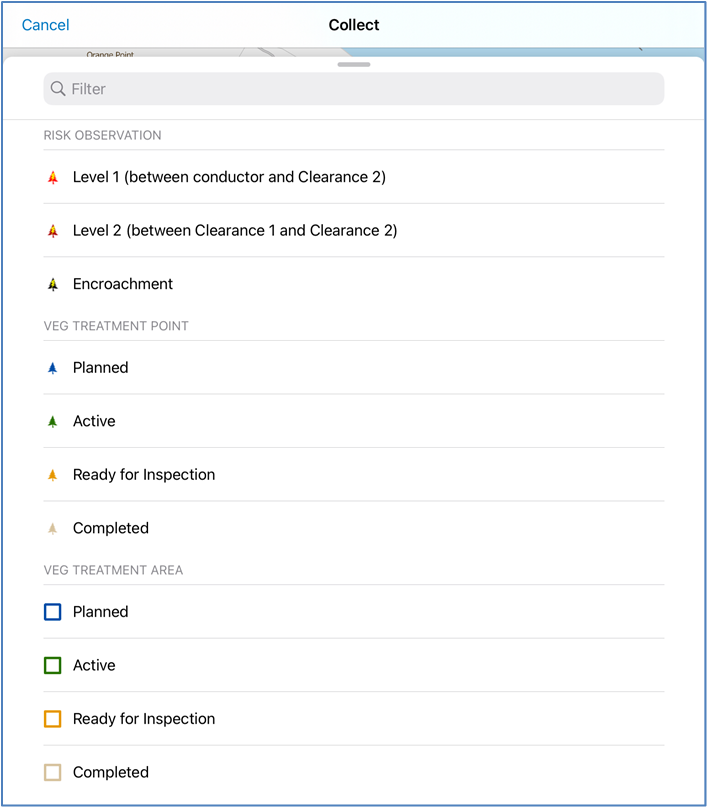 Cancel
Collect
Orange Point
Filter
RISK OBSERVATION
Level 1 (between conductor and Clearance 2)
Level 2 (between Clearance 1 and Clearance 2)
Encroachment
VEG TREATMENT POINT
Planned
Active
Ready for Inspection
Completed
VEG TREATMENT AREA
Planned
Active
Ready for Inspection
Completed